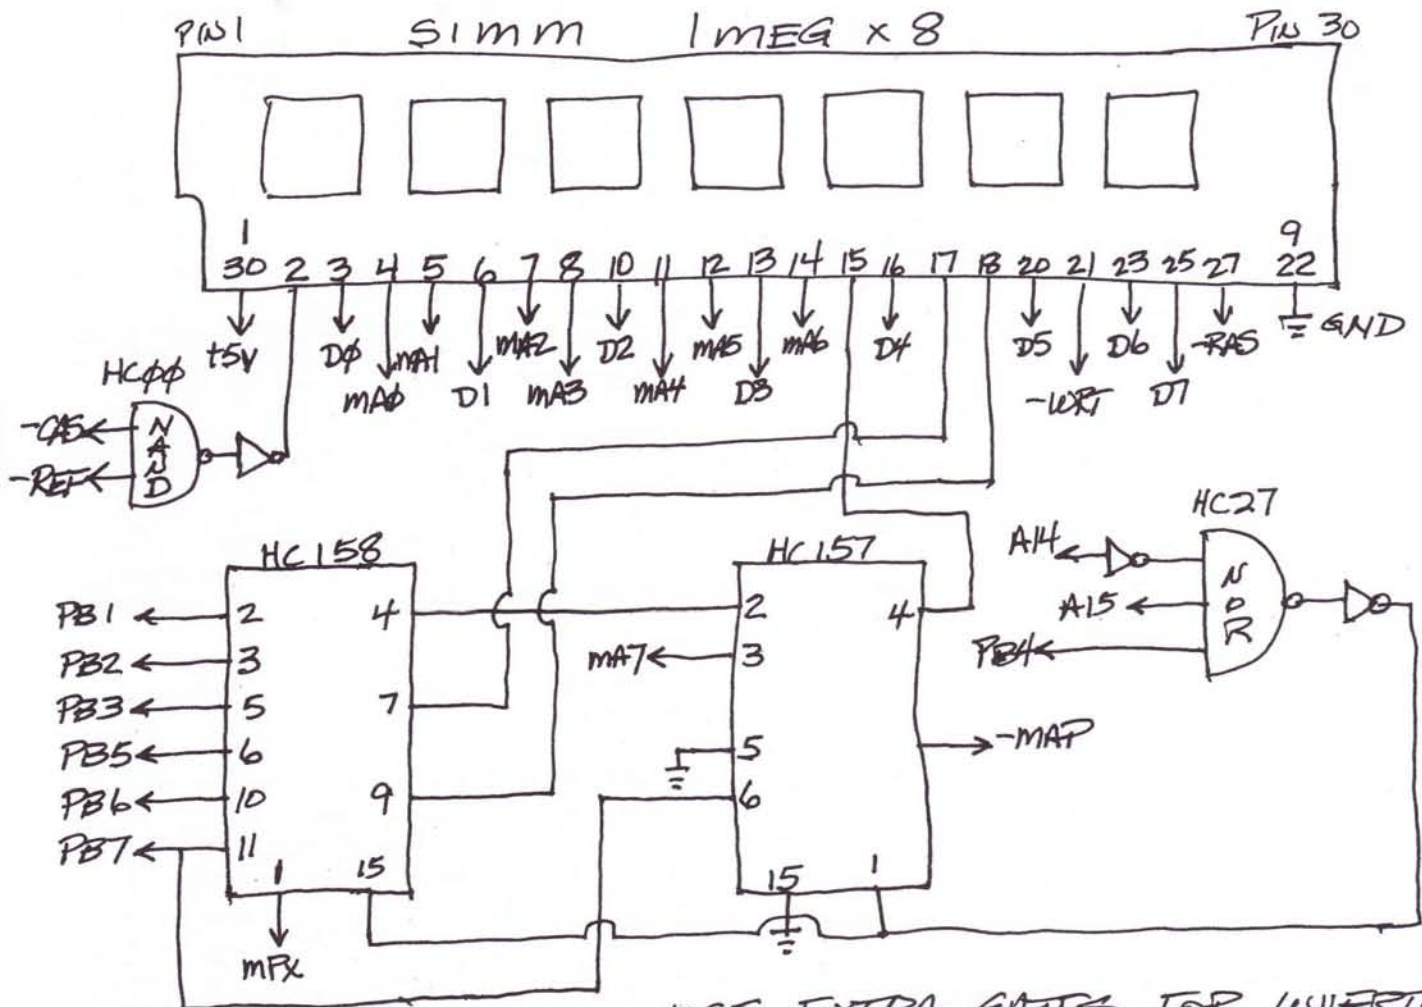 PIN 1 SIMM 1MEG x 8 PIN 30
1 9
30 2 3 4 5 6 7 8 10 11 12 13 14 15 16 17 18 20 21 23 25 27 22
+5V DØ MA1 MA2 D2 MA5 MA6 D4 D5 D6 -RAS GND
MAØ D1 MA3 MA4 D3 -WRT D7
HCØØ
-CAS
-REF
NAND
HC158
PB1 2 4
PB2 3
PB3 5 7
PB5 6
PB6 10 9
PB7 11
1 15
MPX
HC157
2 4
MA7 3
5 -MAP
6
15 1
HC27
A14
A15
PB4
NOR
USE EXTRA GATES FOR INVERT